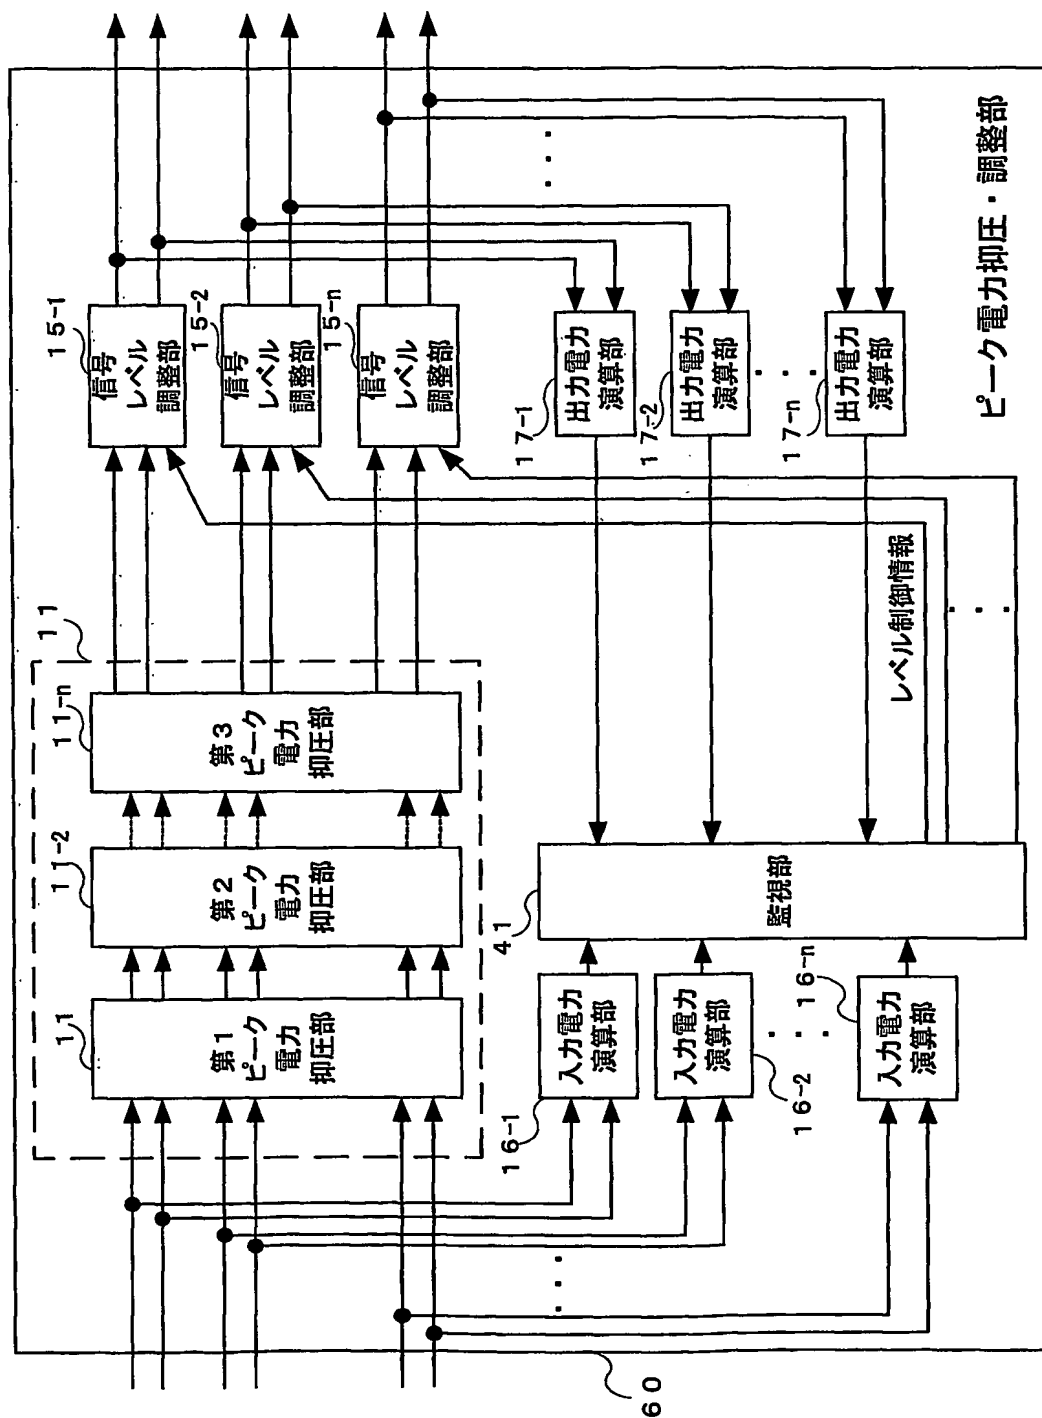 60
11
11
第1
ピーク
電力
抑圧部
11-2
第2
ピーク
電力
抑圧部
11-n
第3
ピーク
電力
抑圧部
15-1
信号
レベル
調整部
15-2
信号
レベル
調整部
15-n
信号
レベル
調整部
16-1
入力電力
演算部
16-2
入力電力
演算部
16-n
入力電力
演算部
41
監視部
レベル制御情報
17-1
出力電力
演算部
17-2
出力電力
演算部
17-n
出力電力
演算部
ピーク電力抑圧・調整部